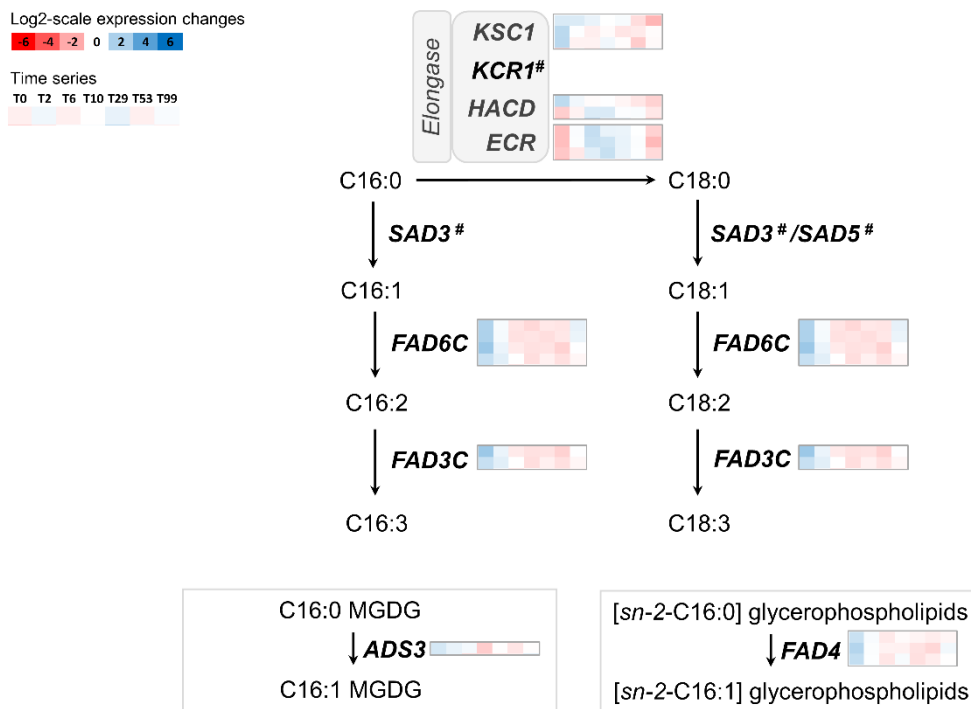 Log2-scale expression changes
-6 -4 -2 0 2 4 6
Time series
T0 T2 T6 T10 T29 T53 T99
Elongase
KSC1
KCR1#
HACD
ECR
C16:0 C18:0
SAD3 # SAD3 # /SAD5 #
C16:1 C18:1
FAD6C FAD6C
C16:2 C18:2
FAD3C FAD3C
C16:3 C18:3
C16:0 MGDG
ADS3
C16:1 MGDG
[sn-2-C16:0] glycerophospholipids
FAD4
[sn-2-C16:1] glycerophospholipids